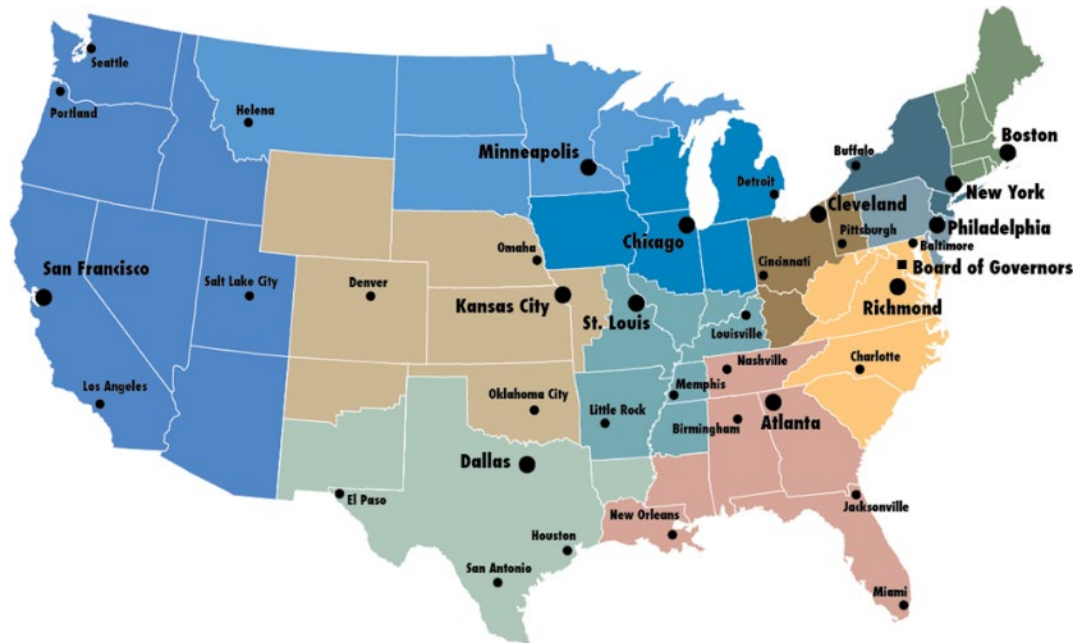 Seattle
Portland
Helena
Minneapolis
Buffalo
Boston
Detroit
New York
Cleveland
Philadelphia
Chicago
Pittsburgh
Baltimore
Omaha
San Francisco
Salt Lake City
Denver
Cincinnati
Board of Governors
Kansas City
St. Louis
Richmond
Louisville
Nashville
Charlotte
Los Angeles
Oklahoma City
Memphis
Little Rock
Birmingham
Atlanta
Dallas
El Paso
New Orleans
Jacksonville
Houston
San Antonio
Miami